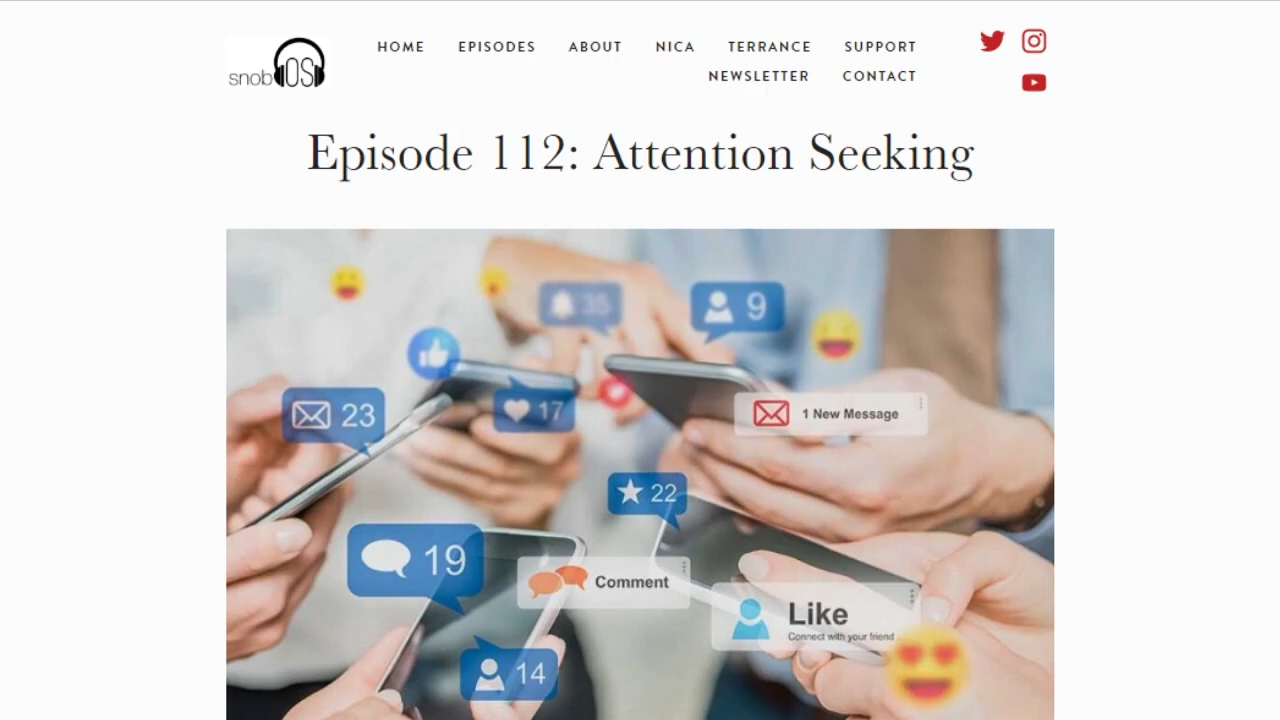 snobOS
HOME EPISODES ABOUT NICA TERRANCE SUPPORT
NEWSLETTER CONTACT
Episode 112: Attention Seeking
35
9
23
17
1 New Message
22
19
Comment
Like
Connect with your friend ...
14